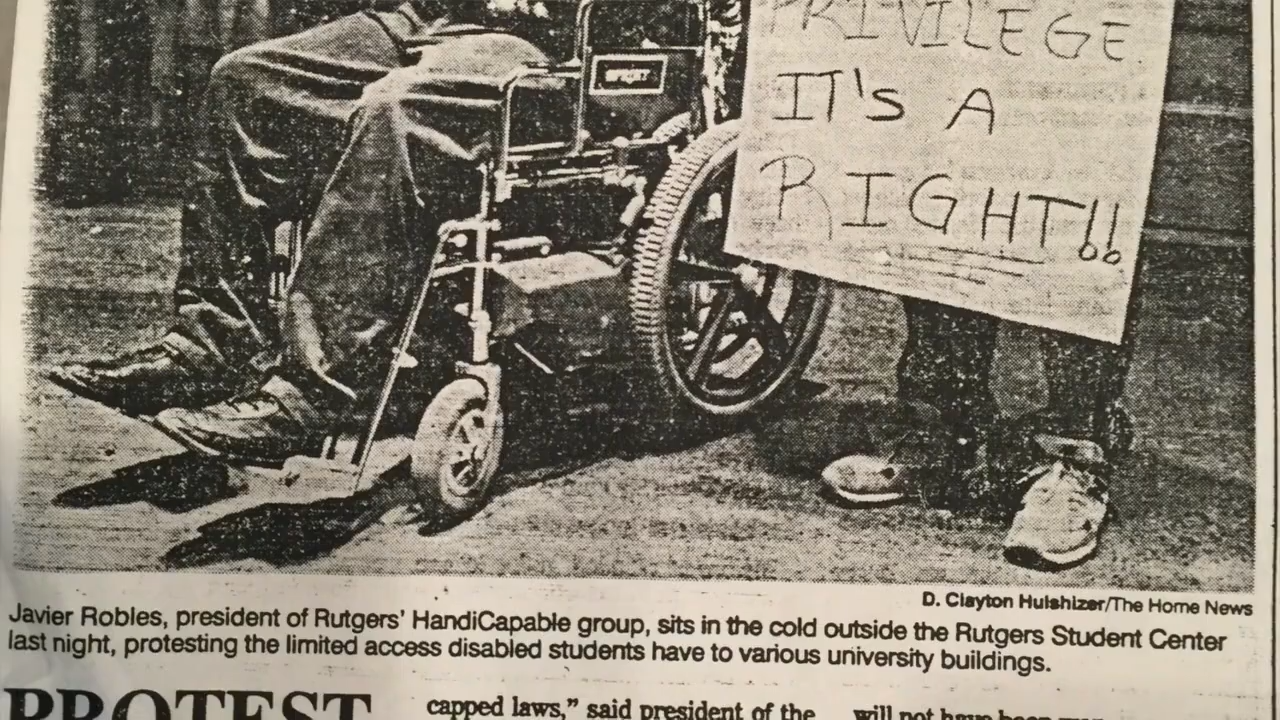 PRIVILEGE
IT's A
RIGHT!!
D. Clayton Hulshizer/The Home News
Javier Robles, president of Rutgers' HandiCapable group, sits in the cold outside the Rutgers Student Center
last night, protesting the limited access disabled students have to various university buildings.
PROTEST
capped laws,” said president of the
will not have been